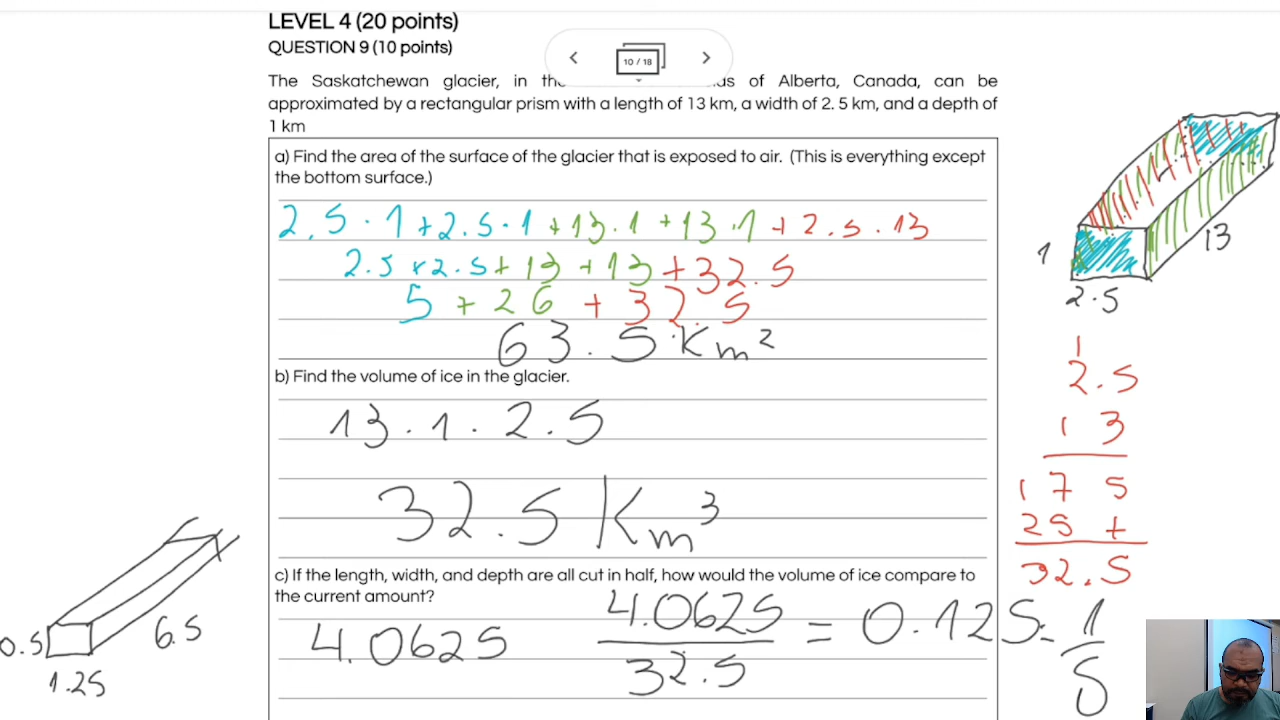 LEVEL 4 (20 points)
QUESTION 9 (10 points)
10 / 18
The Saskatchewan glacier, in the of Alberta, Canada, can be
approximated by a rectangular prism with a length of 13 km, a width of 2. 5 km, and a depth of
1 km
a) Find the area of the surface of the glacier that is exposed to air. (This is everything except
the bottom surface.)
2.5 · 1 + 2.5 · 1 + 13 · 1 + 13 · 1 + 2.5 · 13
2.5 + 2.5 + 13 + 13 + 32.5
5 + 26 + 32.5
63.5 Km²
1
2.5
13
b) Find the volume of ice in the glacier.
13 · 1 · 2.5
32.5 Km³
1
2.5
1 3
1 7 5
25 +
32.5
c) If the length, width, and depth are all cut in half, how would the volume of ice compare to
the current amount?
4.0625
4.0625 / 32.5 = 0.125 = 1 / 8
0.5
6.5
1.25